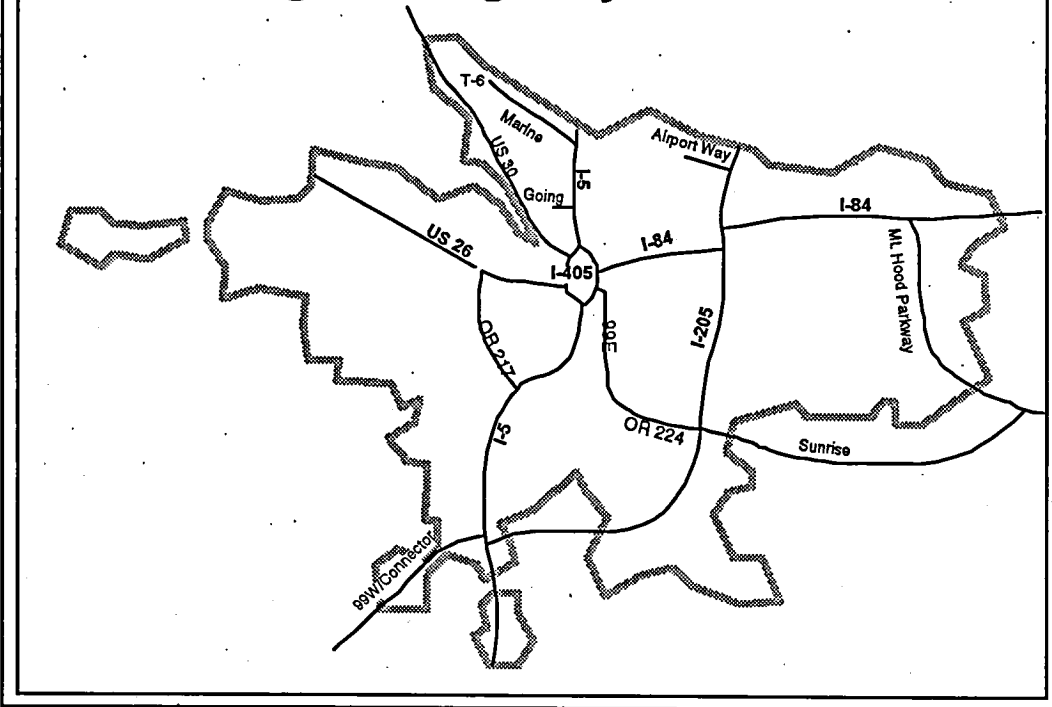 T-6
Marine
US 30
I-5
Going
Airport Way
I-84
US 26
I-405
I-84
Mt. Hood Parkway
OR 217
99E
I-205
I-5
OR 224
Sunrise
99W/Connector